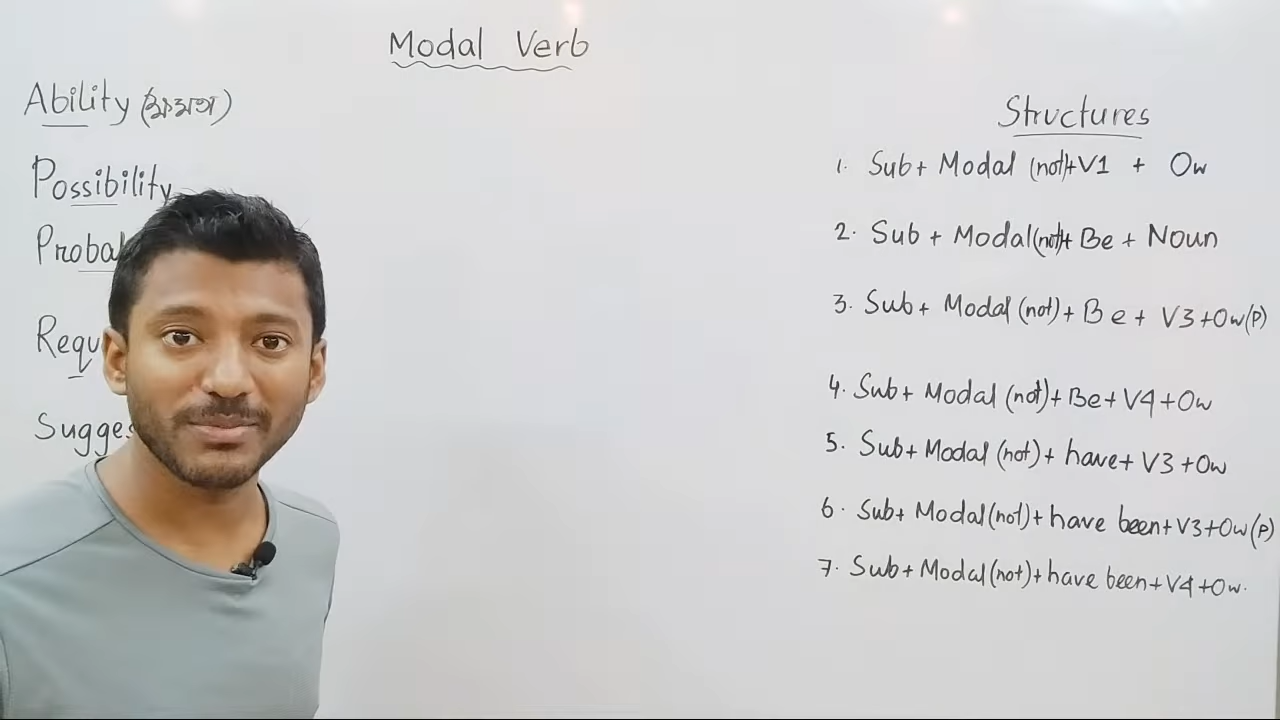 Modal Verb
Ability (ক্ষমতা)
Possibility
Structures
1. Sub + Modal (not)+V1 + Ow
2. Sub + Modal(not)+ Be + Noun
3. Sub + Modal (not) + Be + V3 +Ow(P)
4. Sub + Modal (not)+ Be+ V4+Ow
5. Sub+ Modal (not) + have+ V3 +Ow
6. Sub+ Modal(not)+ have been+V3+Ow(P)
7. Sub+Modal(not)+have been+V4+Ow.